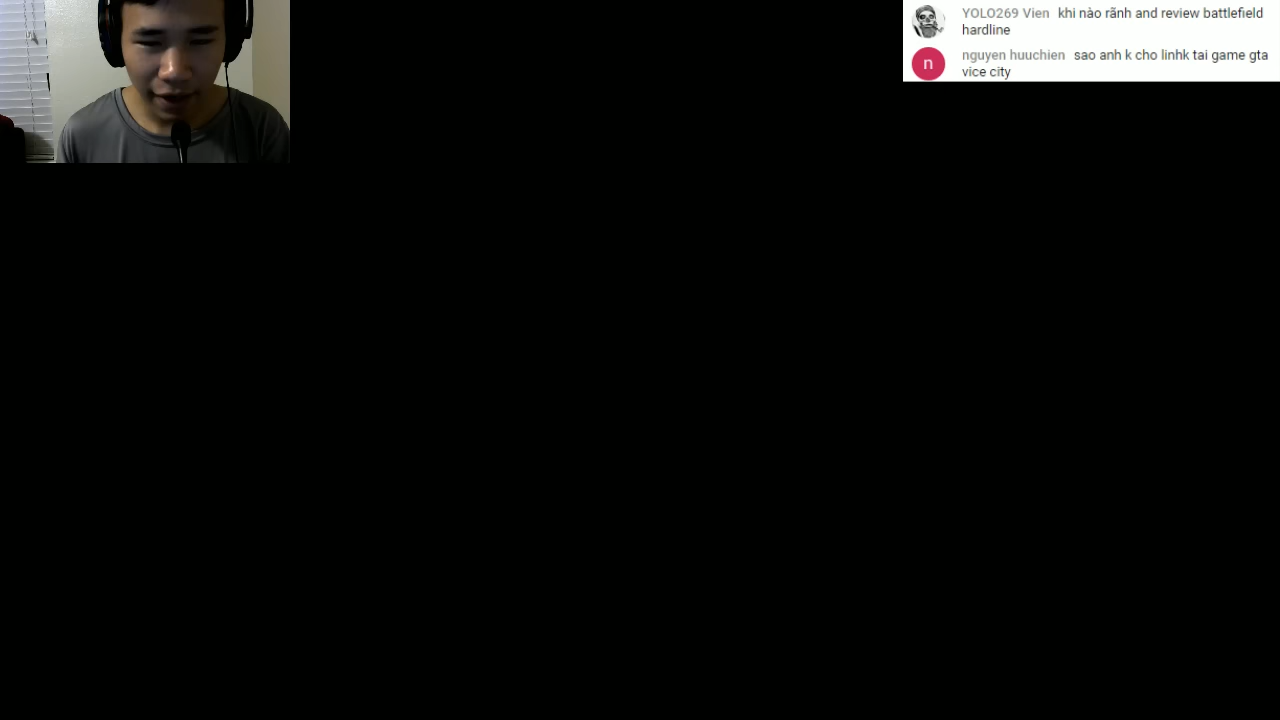 YOLO269 Vien khi nào rãnh and review battlefield
hardline
n
nguyen huuchien sao anh k cho linhk tai game gta
vice city